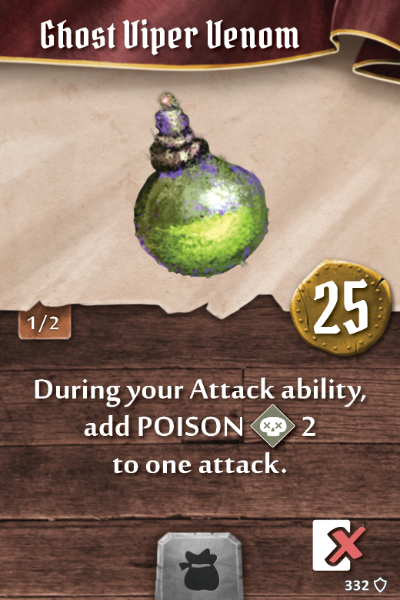 Ghost Viper Venom
1/2
25
During your Attack ability,
add POISON 2
to one attack.
332